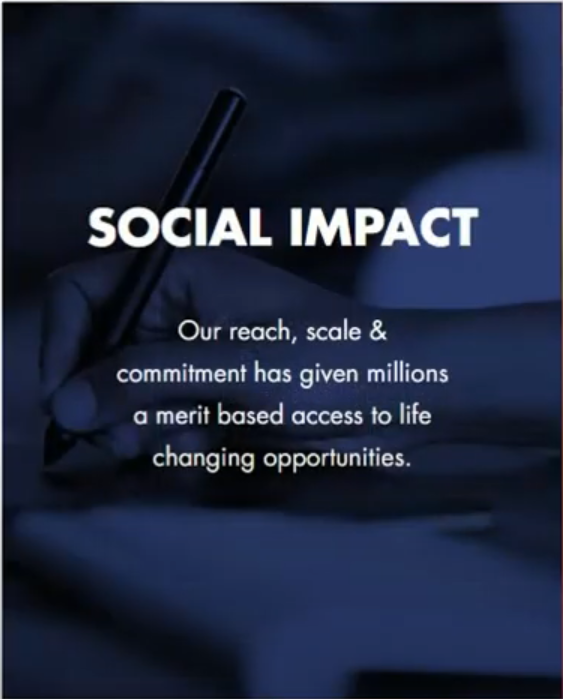 SOCIAL IMPACT
Our reach, scale &
commitment has given millions
a merit based access to life
changing opportunities.